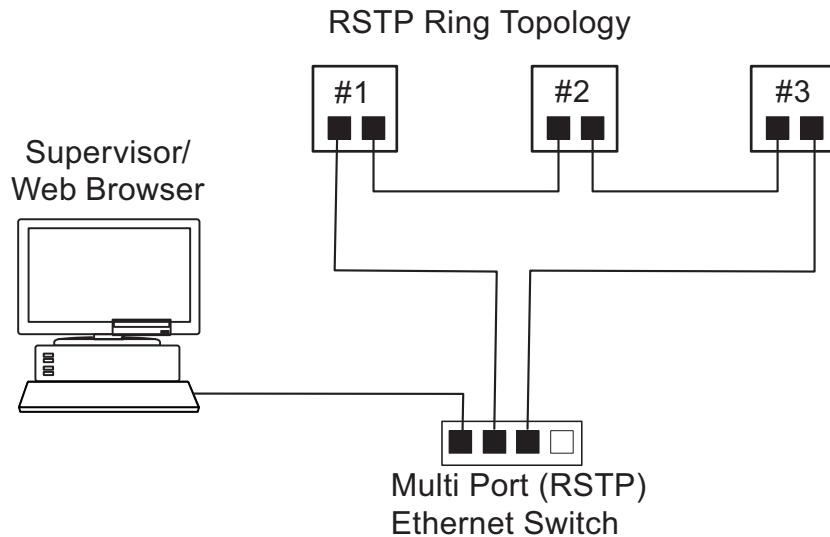 RSTP Ring Topology
#1
#2
#3
Supervisor/
Web Browser
Multi Port (RSTP)
Ethernet Switch